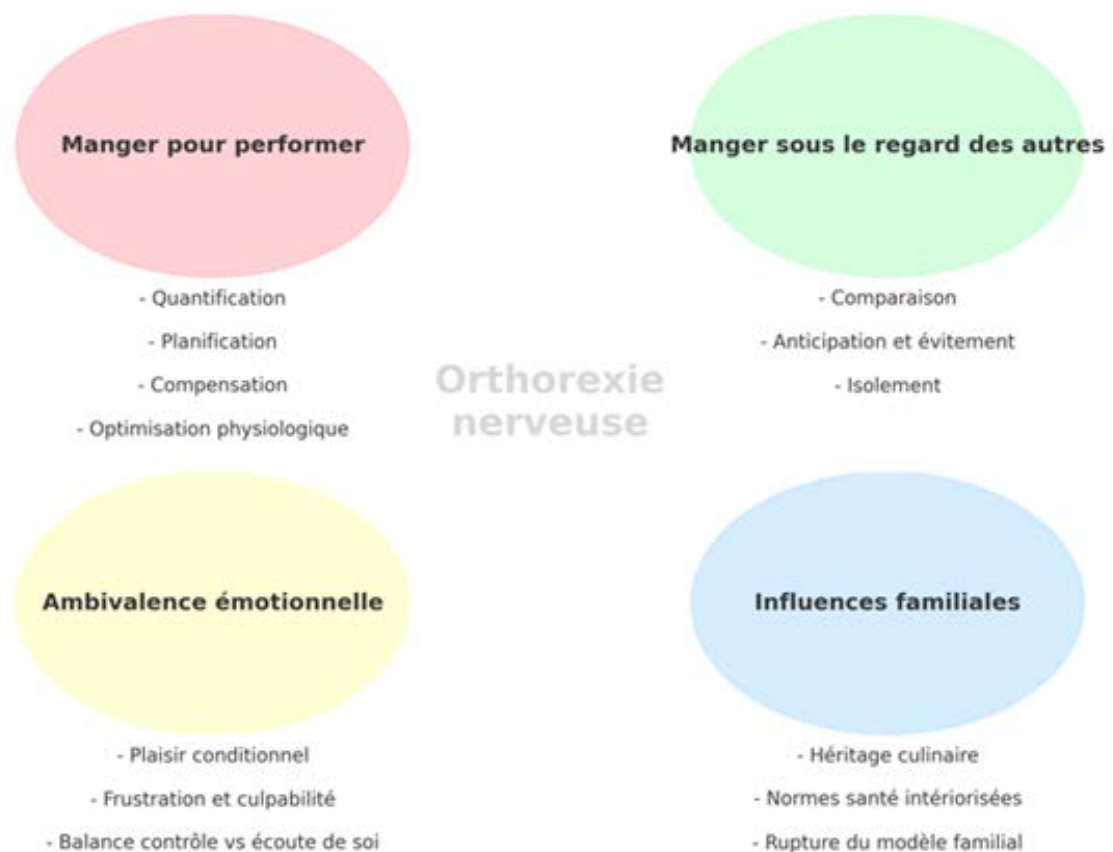 Manger pour performer
- Quantification
- Planification
- Compensation
- Optimisation physiologique
Manger sous le regard des autres
- Comparaison
- Anticipation et évitement
- Isolement
Orthorexie
nerveuse
Ambivalence émotionnelle
- Plaisir conditionnel
- Frustration et culpabilité
- Balance contrôle vs écoute de soi
Influences familiales
- Héritage culinaire
- Normes santé intériorisées
- Rupture du modèle familial